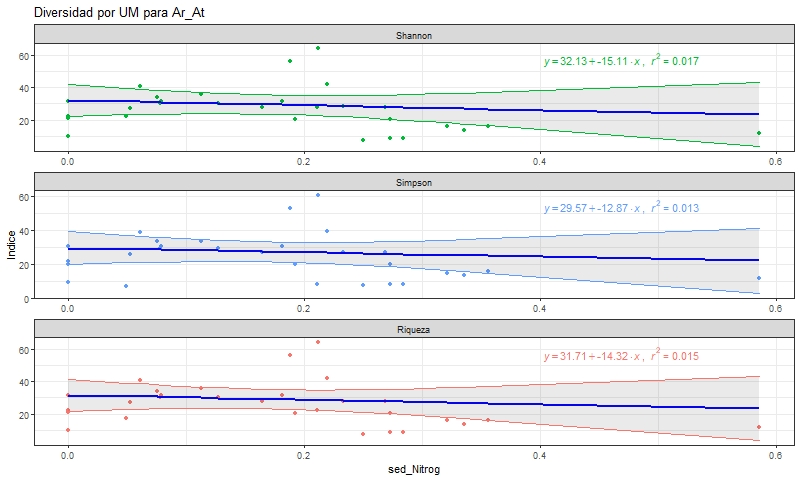 Diversidad por UM para Ar_At
Shannon
y = 32.13 + -15.11 · x , r² = 0.017
60
40
20
0.0 0.2 0.4 0.6
Simpson
y = 29.57 + -12.87 · x , r² = 0.013
60
40
20
0
0.0 0.2 0.4 0.6
Indice
Riqueza
y = 31.71 + -14.32 · x , r² = 0.015
60
40
20
0.0 0.2 0.4 0.6
sed_Nitrog